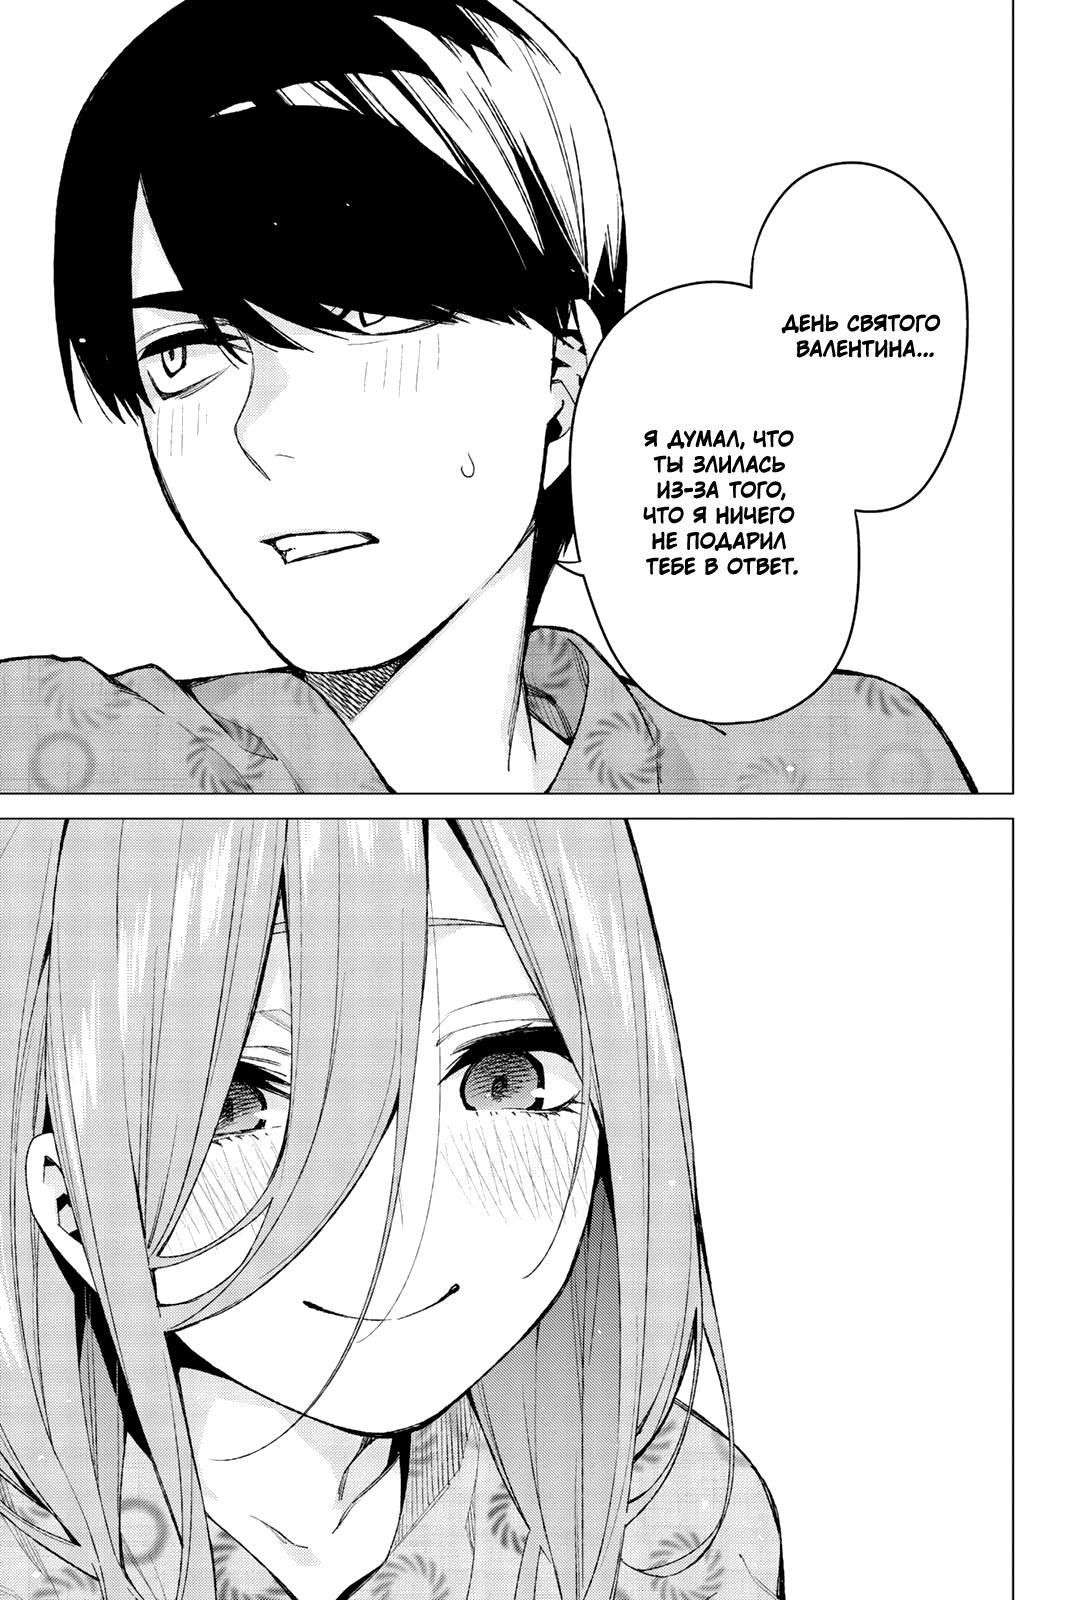 ДЕНЬ СВЯТОГО
ВАЛЕНТИНА...
Я ДУМАЛ, ЧТО
ТЫ ЗЛИЛАСЬ
ИЗ-ЗА ТОГО,
ЧТО Я НИЧЕГО
НЕ ПОДАРИЛ
ТЕБЕ В ОТВЕТ.